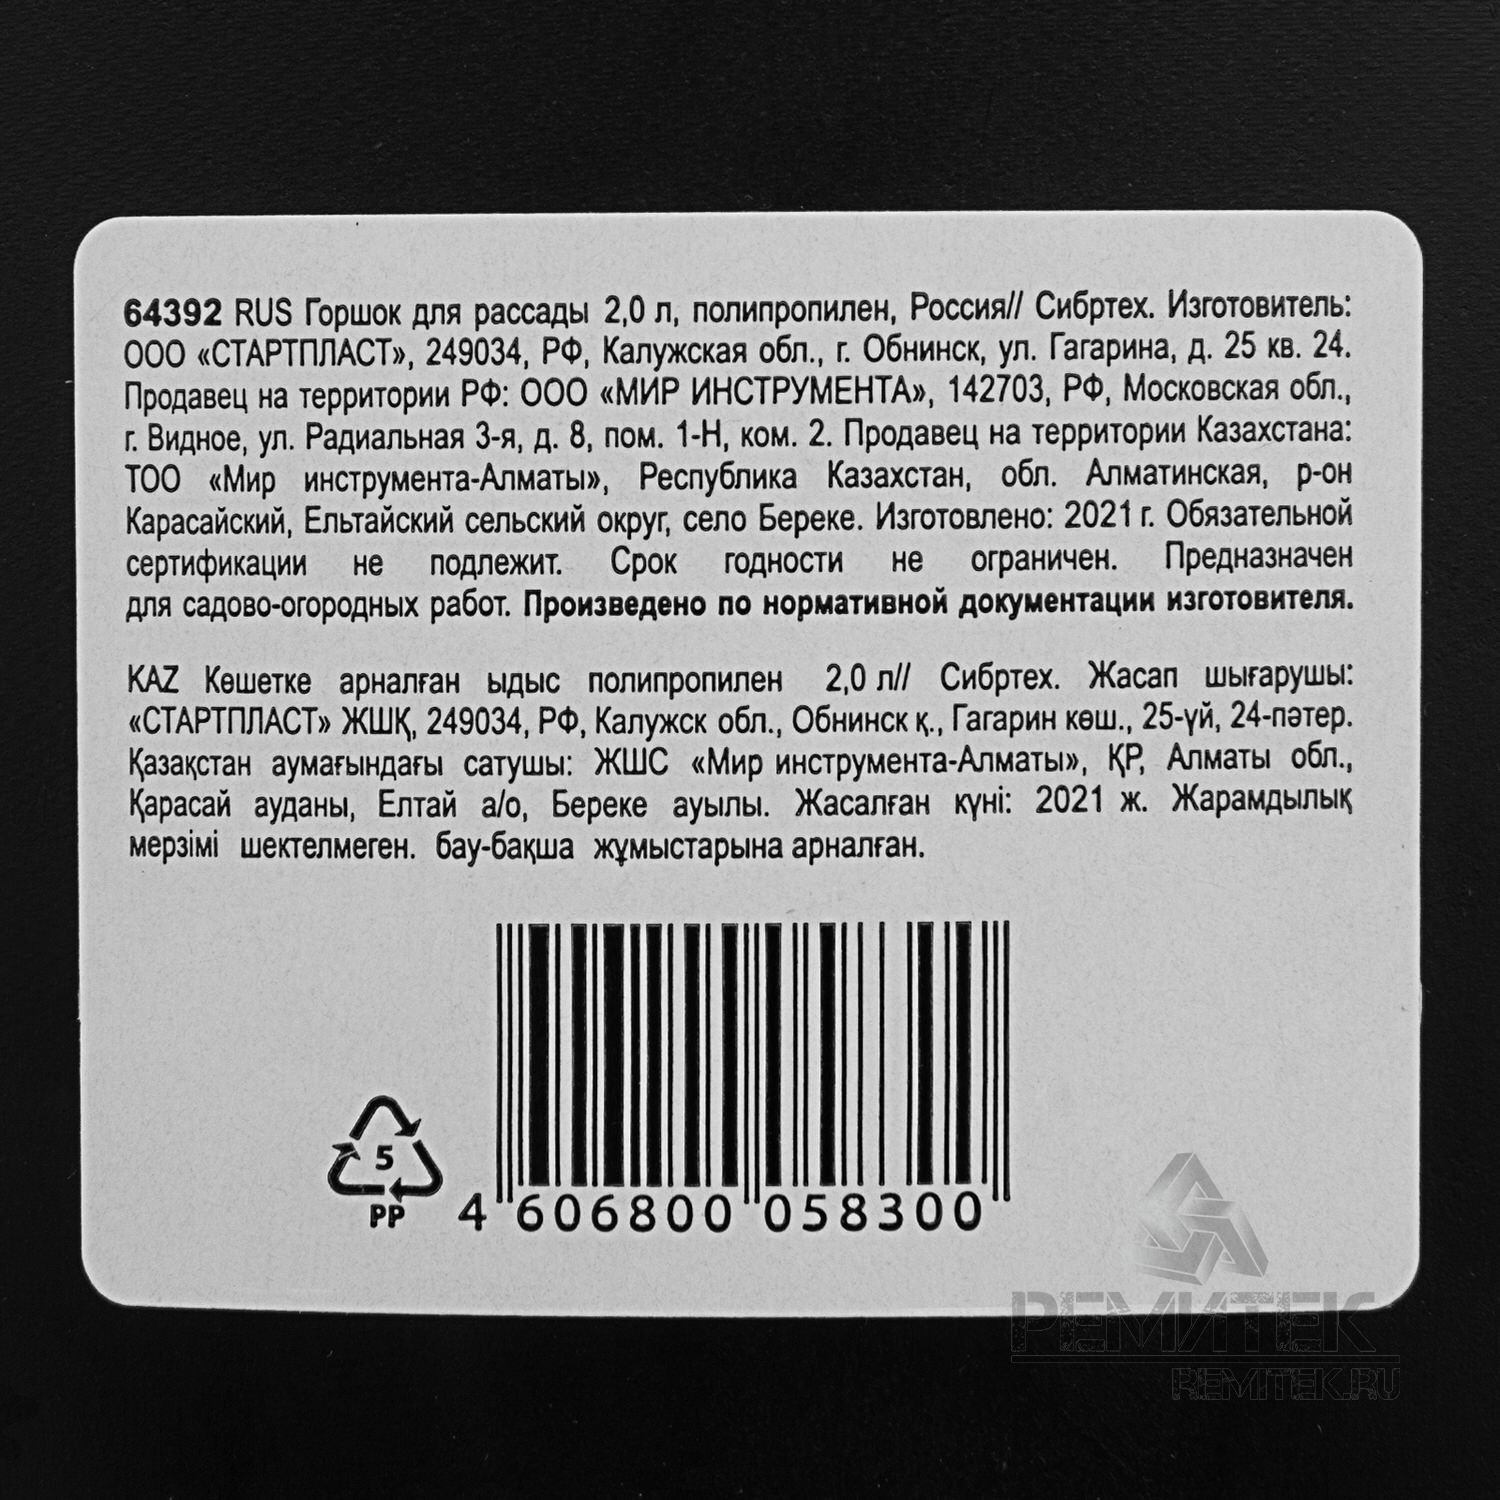 64392 RUS Горшок для рассады 2,0 л, полипропилен, Россия// Сибртех. Изготовитель:
ООО «СТАРТПЛАСТ», 249034, РФ, Калужская обл., г. Обнинск, ул. Гагарина, д. 25 кв. 24.
Продавец на территории РФ: ООО «МИР ИНСТРУМЕНТА», 142703, РФ, Московская обл.,
г. Видное, ул. Радиальная 3-я, д. 8, пом. 1-Н, ком. 2. Продавец на территории Казахстана:
ТОО «Мир инструмента-Алматы», Республика Казахстан, обл. Алматинская, р-он
Карасайский, Ельтайский сельский округ, село Береке. Изготовлено: 2021 г. Обязательной
сертификации не подлежит. Срок годности не ограничен. Предназначен
для садово-огородных работ. Произведено по нормативной документации изготовителя.
KAZ Көшетке арналған ыдыс полипропилен 2,0 л// Сибртех. Жасап шығарушы:
«СТАРТПЛАСТ» ЖШҚ, 249034, РФ, Калужск обл., Обнинск қ., Гагарин көш., 25-үй, 24-пәтер.
Қазақстан аумағындағы сатушы: ЖШС «Мир инструмента-Алматы», ҚР, Алматы обл.,
Қарасай ауданы, Елтай а/о, Береке ауылы. Жасалған күні: 2021 ж. Жарамдылық
мерзімі шектелмеген. бау-бақша жұмыстарына арналған.
5
PP
4 606800 058300
РЕМИТЕК
REMITEK.RU